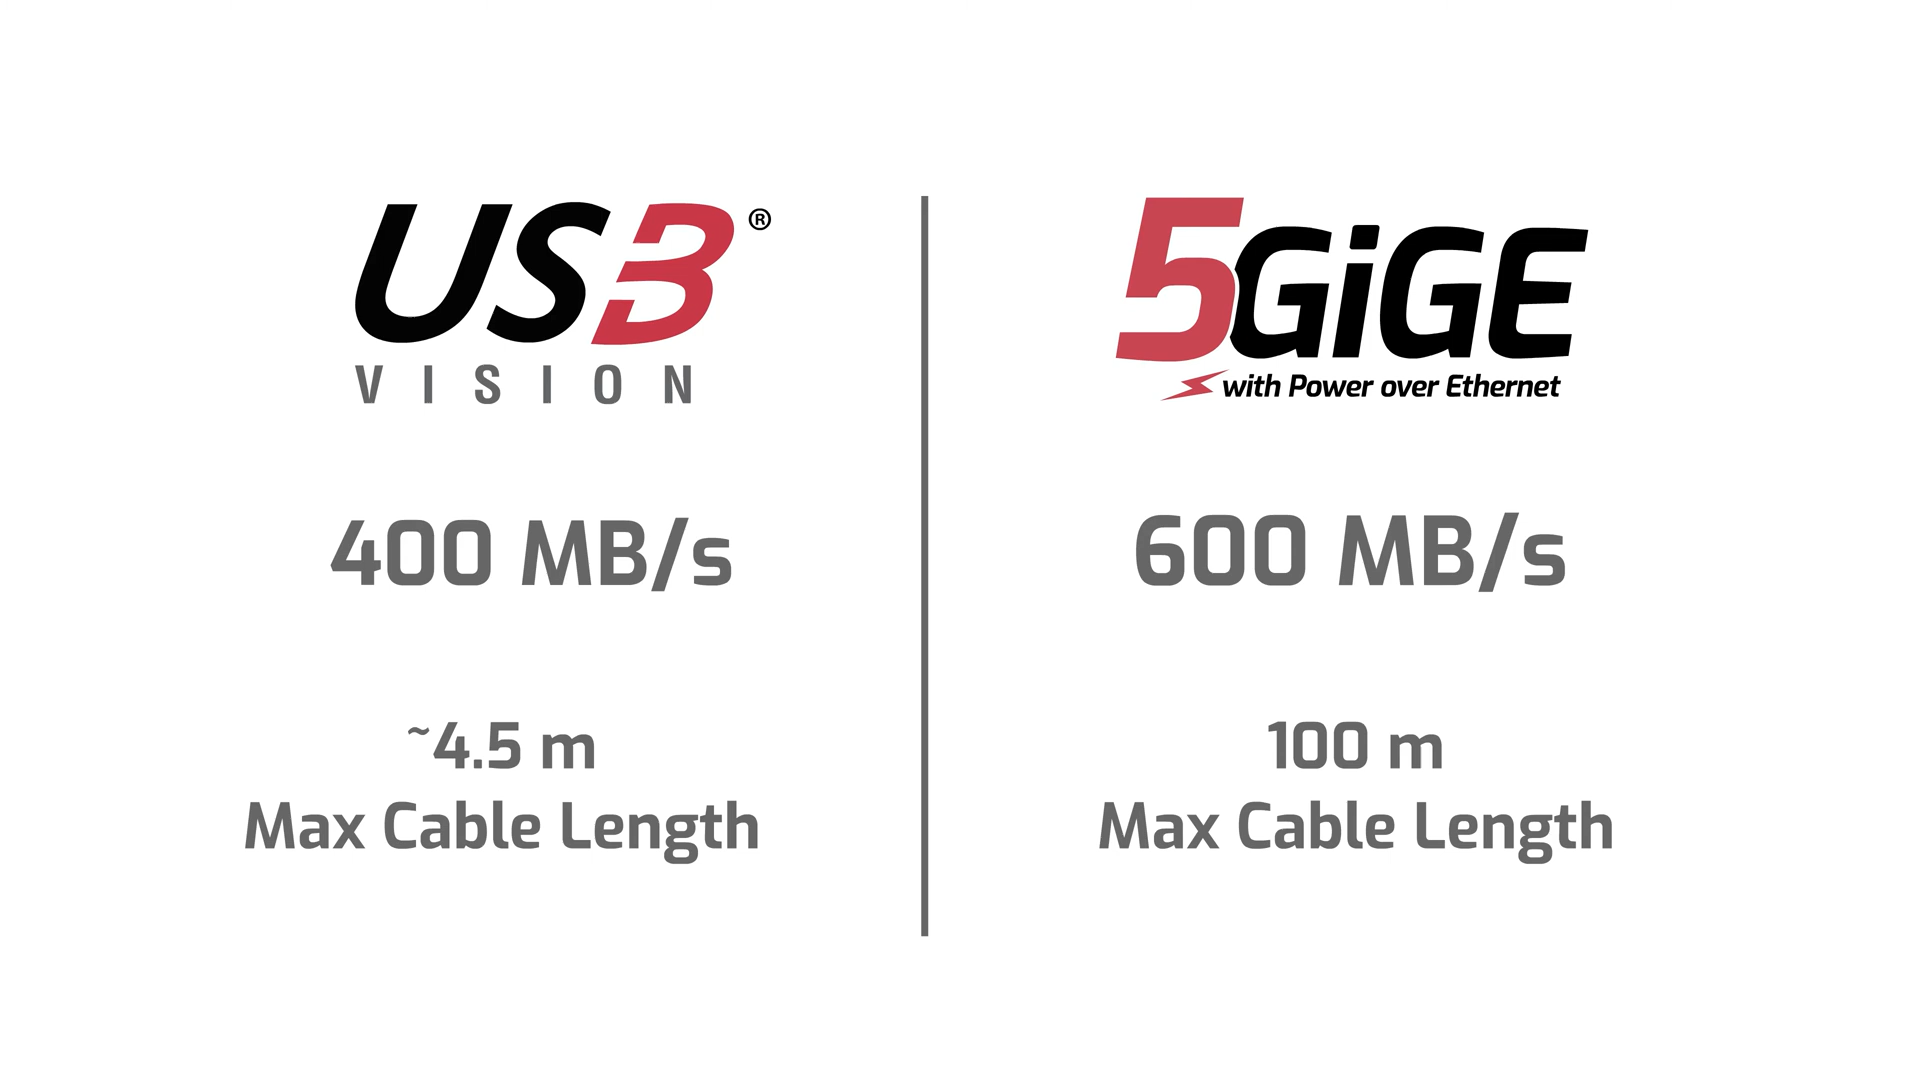 USB®
VISION
400 MB/s
~4.5 m
Max Cable Length
5GiGE
with Power over Ethernet
600 MB/s
100 m
Max Cable Length